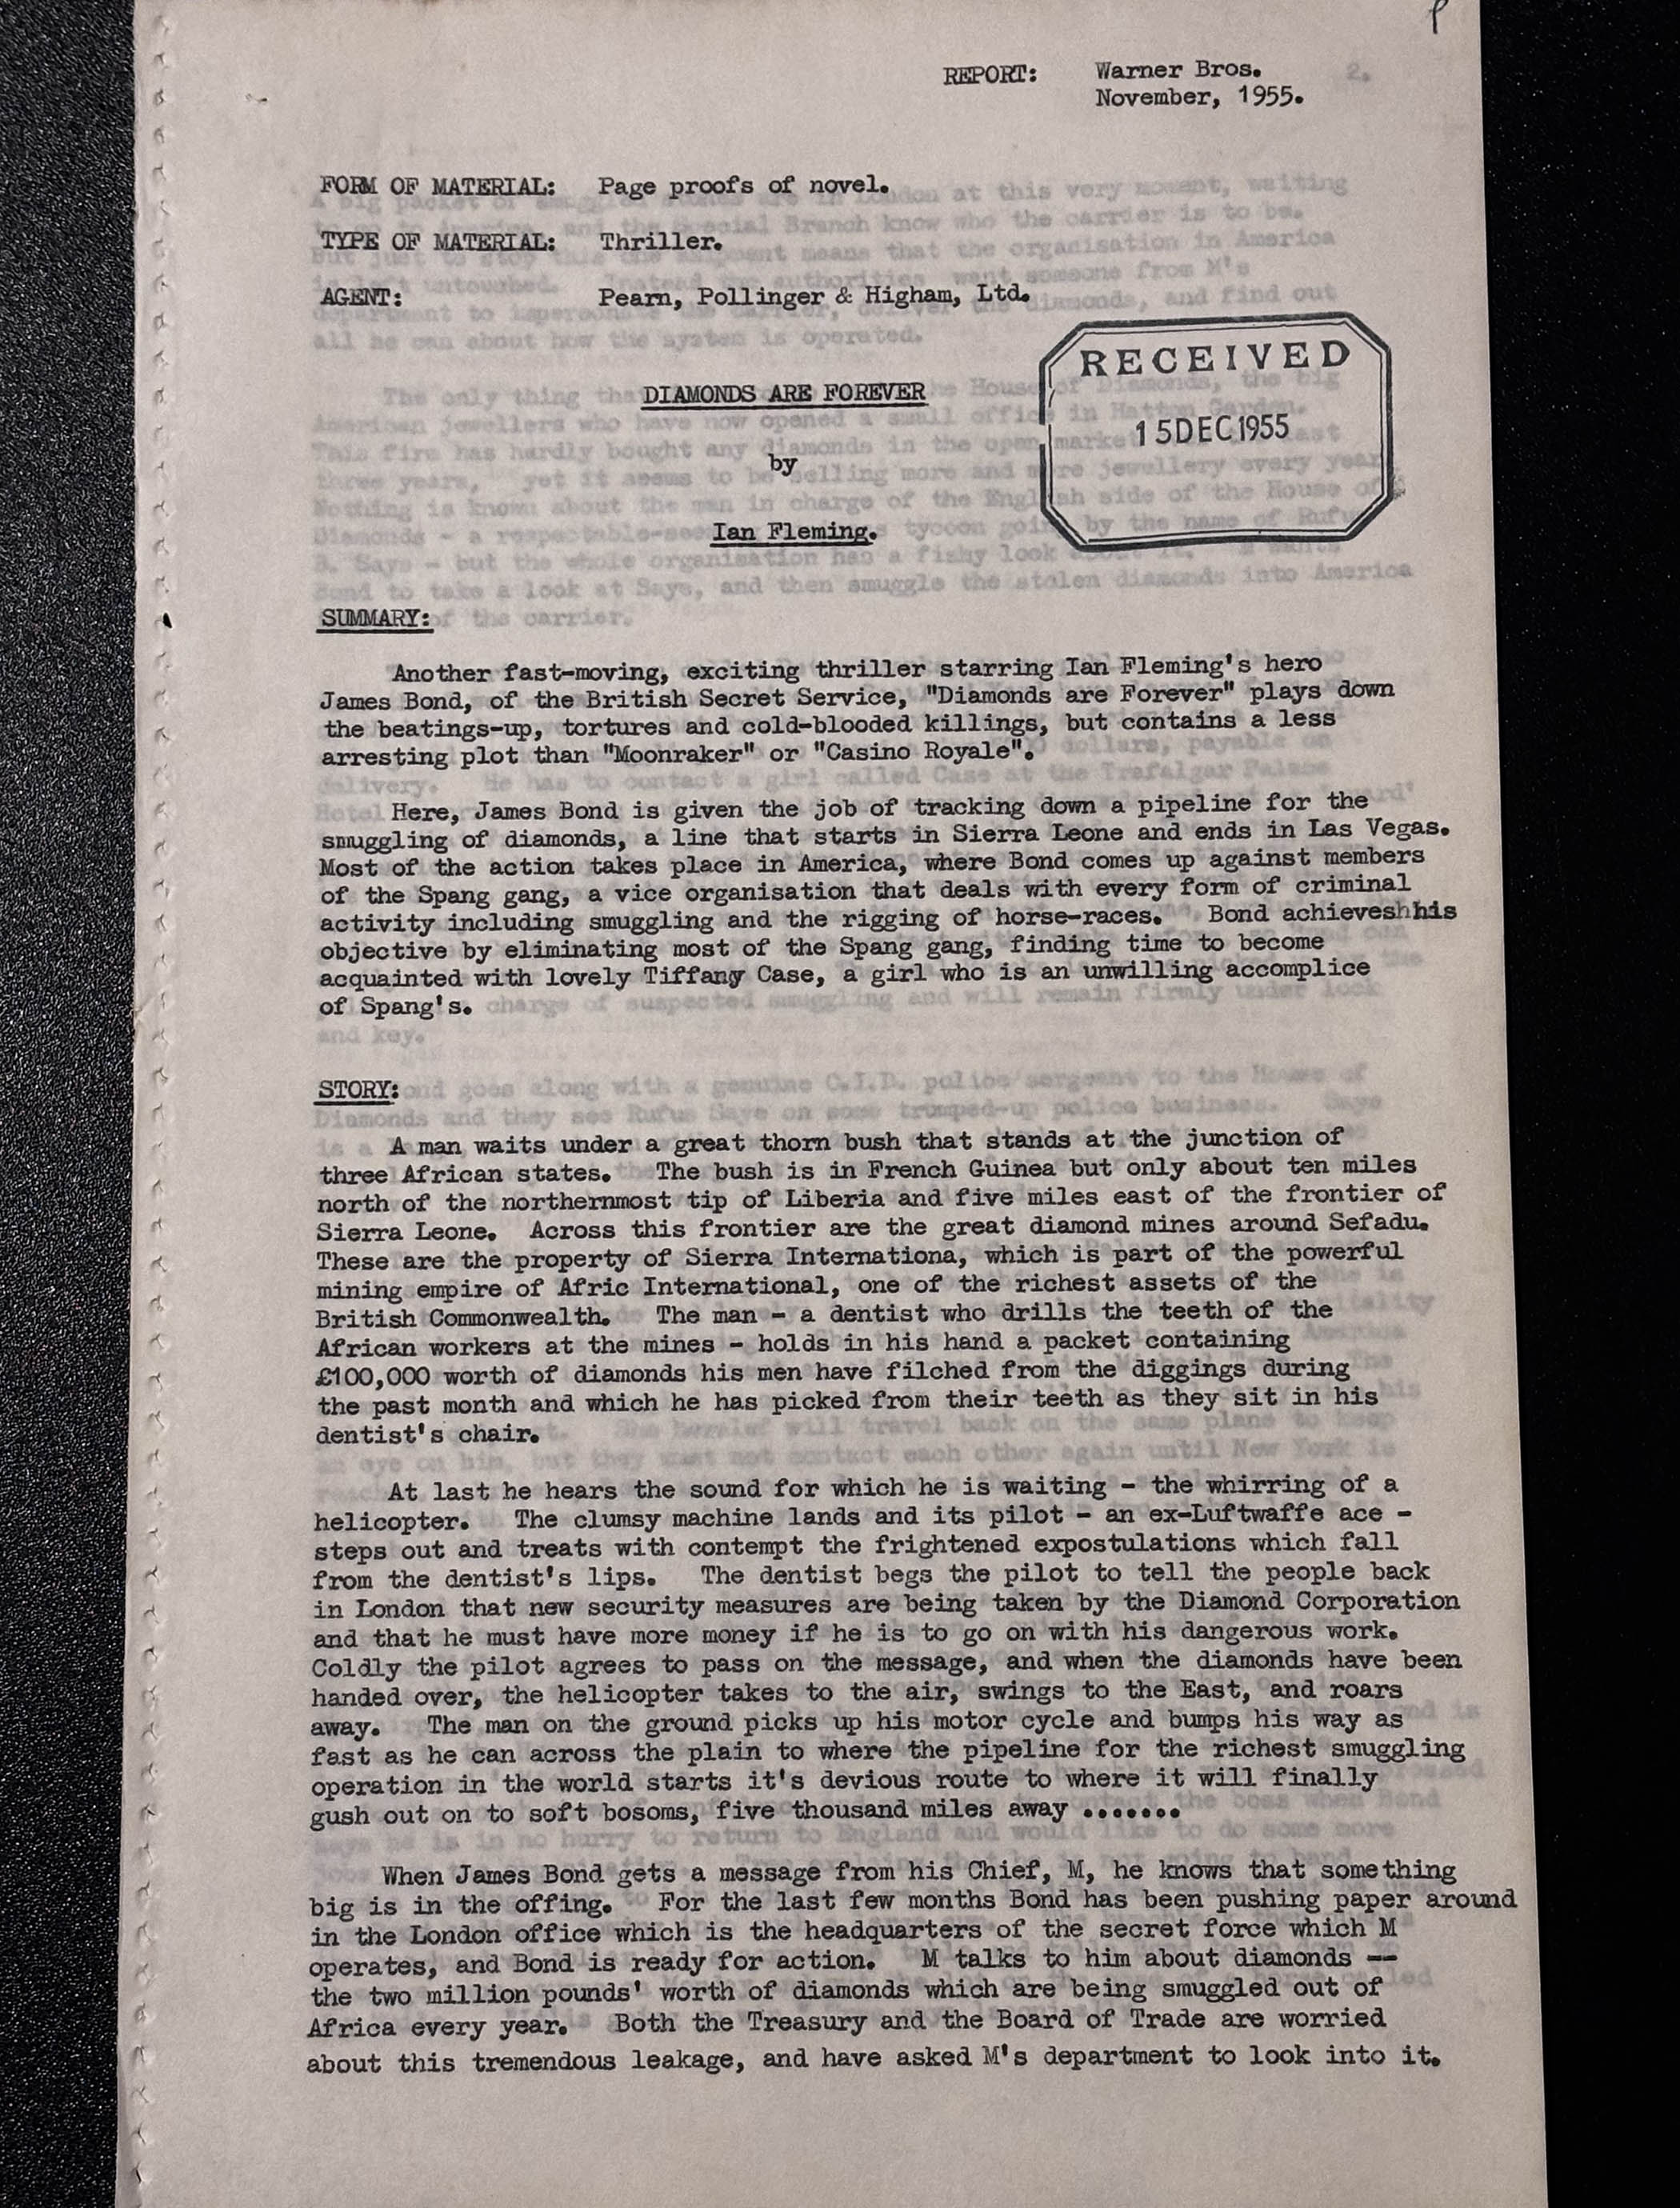 REPORT: Warner Bros.
November, 1955.
FORM OF MATERIAL: Page proofs of novel.
TYPE OF MATERIAL: Thriller.
AGENT: Pearn, Pollinger & Higham, Ltd.
RECEIVED
15DEC1955
DIAMONDS ARE FOREVER
by
Ian Fleming.
SUMMARY:
Another fast-moving, exciting thriller starring Ian Fleming's hero
James Bond, of the British Secret Service, "Diamonds are Forever" plays down
the beatings-up, tortures and cold-blooded killings, but contains a less
arresting plot than "Moonraker" or "Casino Royale".
Here, James Bond is given the job of tracking down a pipeline for the
smuggling of diamonds, a line that starts in Sierra Leone and ends in Las Vegas.
Most of the action takes place in America, where Bond comes up against members
of the Spang gang, a vice organisation that deals with every form of criminal
activity including smuggling and the rigging of horse-races. Bond achieveshhis
objective by eliminating most of the Spang gang, finding time to become
acquainted with lovely Tiffany Case, a girl who is an unwilling accomplice
of Spang's.
STORY:
A man waits under a great thorn bush that stands at the junction of
three African states. The bush is in French Guinea but only about ten miles
north of the northernmost tip of Liberia and five miles east of the frontier of
Sierra Leone. Across this frontier are the great diamond mines around Sefadu.
These are the property of Sierra Internationa, which is part of the powerful
mining empire of Afric International, one of the richest assets of the
British Commonwealth. The man - a dentist who drills the teeth of the
African workers at the mines - holds in his hand a packet containing
£100,000 worth of diamonds his men have filched from the diggings during
the past month and which he has picked from their teeth as they sit in his
dentist's chair.
At last he hears the sound for which he is waiting - the whirring of a
helicopter. The clumsy machine lands and its pilot - an ex-Luftwaffe ace -
steps out and treats with contempt the frightened expostulations which fall
from the dentist's lips. The dentist begs the pilot to tell the people back
in London that new security measures are being taken by the Diamond Corporation
and that he must have more money if he is to go on with his dangerous work.
Coldly the pilot agrees to pass on the message, and when the diamonds have been
handed over, the helicopter takes to the air, swings to the East, and roars
away. The man on the ground picks up his motor cycle and bumps his way as
fast as he can across the plain to where the pipeline for the richest smuggling
operation in the world starts it's devious route to where it will finally
gush out on to soft bosoms, five thousand miles away .......
When James Bond gets a message from his Chief, M, he knows that something
big is in the offing. For the last few months Bond has been pushing paper around
in the London office which is the headquarters of the secret force which M
operates, and Bond is ready for action. M talks to him about diamonds --
the two million pounds' worth of diamonds which are being smuggled out of
Africa every year. Both the Treasury and the Board of Trade are worried
about this tremendous leakage, and have asked M's department to look into it.